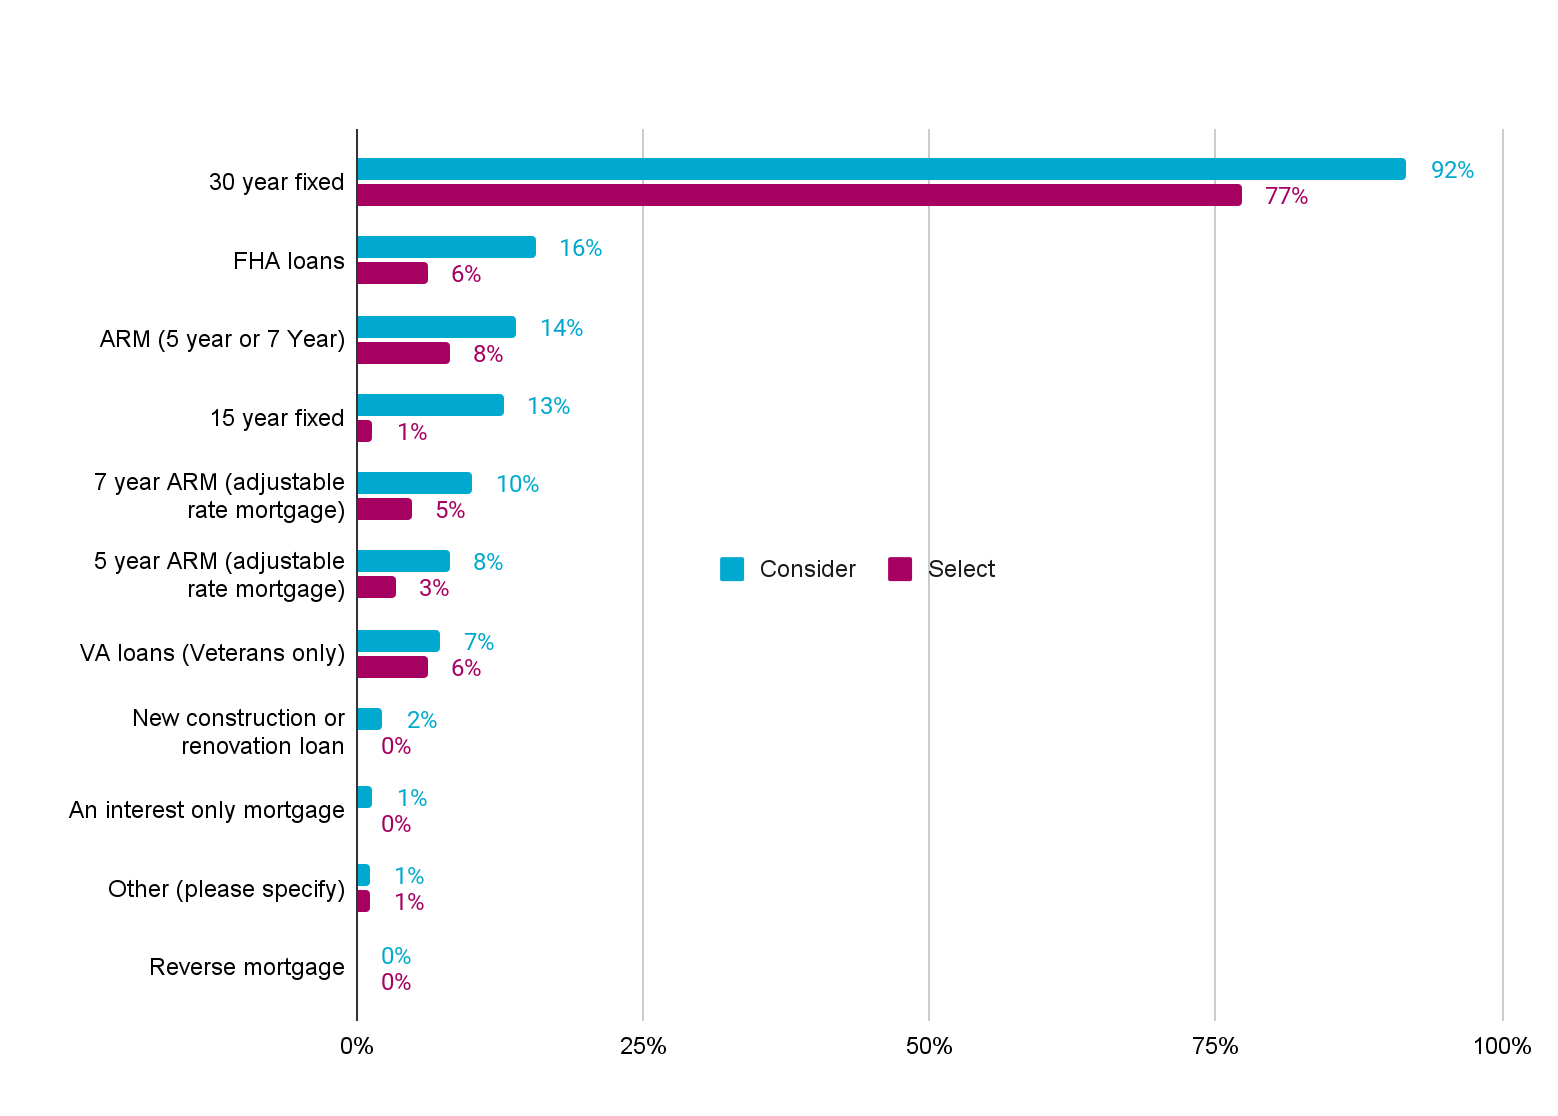 30 year fixed
92%
77%
FHA loans
16%
6%
ARM (5 year or 7 Year)
14%
8%
15 year fixed
13%
1%
7 year ARM (adjustable
rate mortgage)
10%
5%
5 year ARM (adjustable
rate mortgage)
8%
3%
Consider
Select
VA loans (Veterans only)
7%
6%
New construction or
renovation loan
2%
0%
An interest only mortgage
1%
0%
Other (please specify)
1%
1%
Reverse mortgage
0%
0%
0% 25% 50% 75% 100%